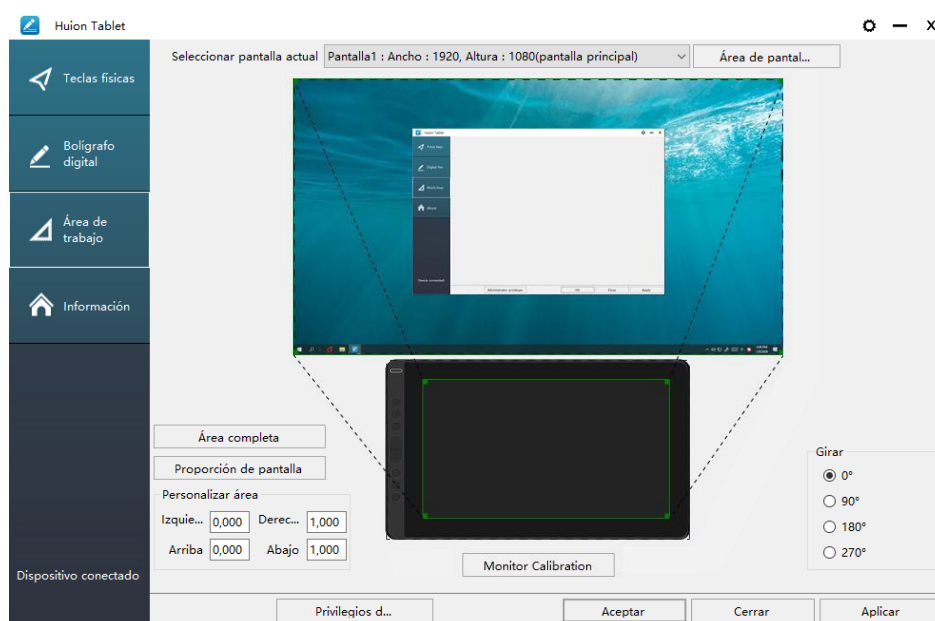 Huion Tablet
Seleccionar pantalla actual
Pantalla1 : Ancho : 1920, Altura : 1080(pantalla principal)
Área de pantal...
Teclas físicas
Bolígrafo
digital
Área de
trabajo
Información
Huion Tablet
Área completa
Proporción de pantalla
Personalizar área
Izquie... 0,000 Derec... 1,000
Arriba 0,000 Abajo 1,000
Monitor Calibration
Girar
0°
90°
180°
270°
Dispositivo conectado
Privilegios d...
Aceptar
Cerrar
Aplicar